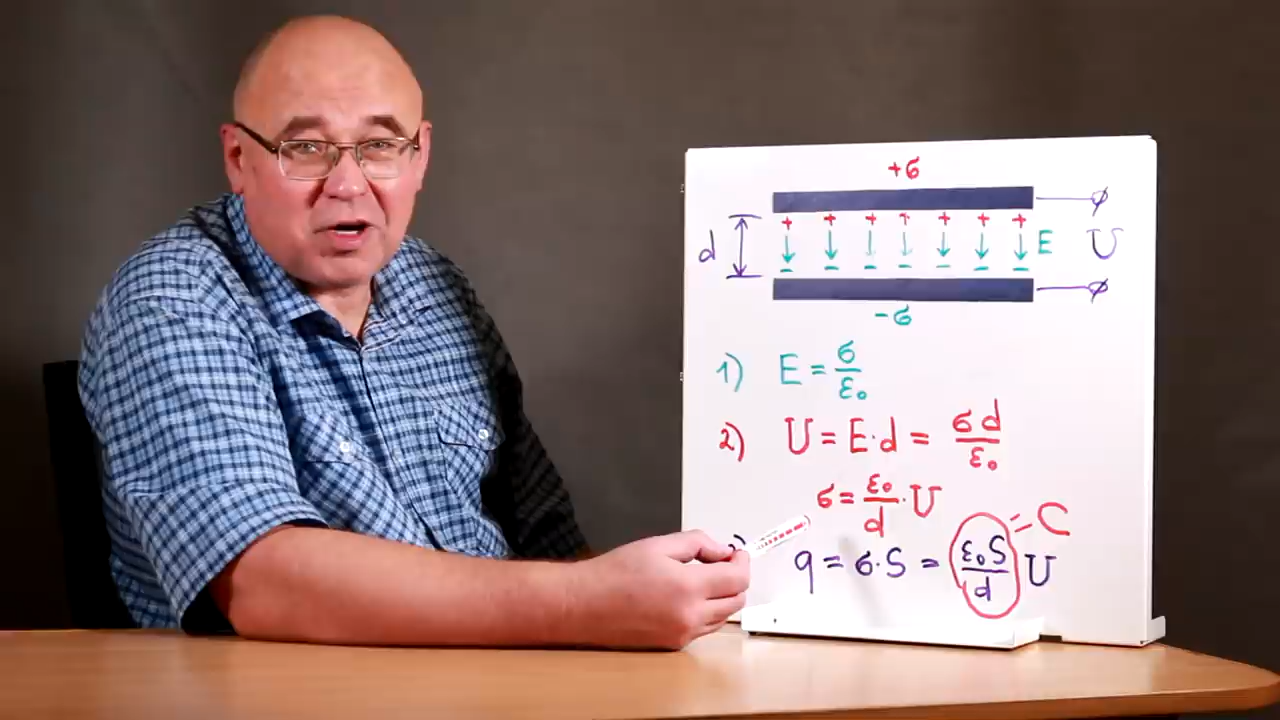 +σ
+ + + + + + +
d E U
− − − − − − −
-σ
1) E = σ/ε₀
2) U = E·d = σd/ε₀
σ = ε₀/d · U
= C
) q = σ·S = ε₀S/d U